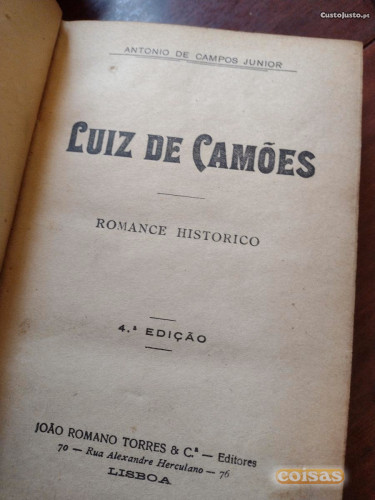 CustoJusto.pt
ANTONIO DE CAMPOS JUNIOR
LUIZ DE CAMÕES
ROMANCE HISTORICO
4.ª EDIÇÃO
JOÃO ROMANO TORRES & C.ª — Editores
70 — Rua Alexandre Herculano — 76
LISBOA
coisas